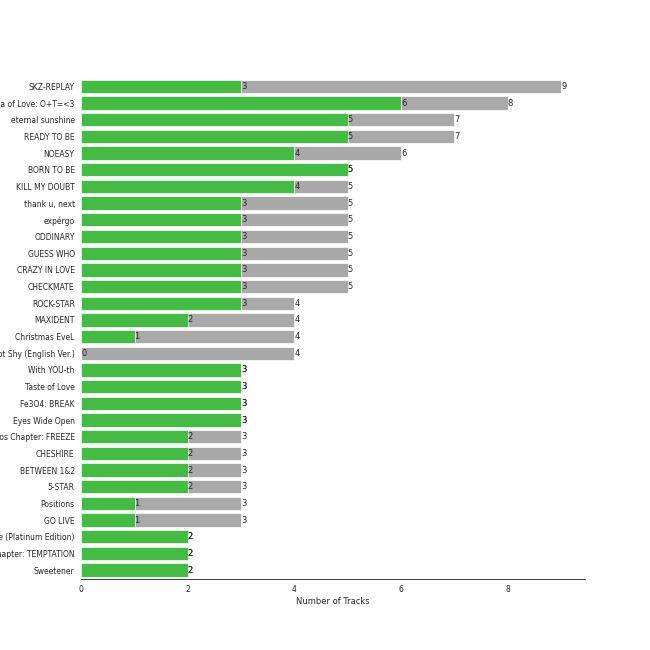 SKZ-REPLAY 3 9
a of Love: O+T=<3 6 8
eternal sunshine 5 7
READY TO BE 5 7
NOEASY 4 6
BORN TO BE 5
KILL MY DOUBT 4 5
thank u, next 3 5
expérgo 3 5
ODDINARY 3 5
GUESS WHO 3 5
CRAZY IN LOVE 3 5
CHECKMATE 3 5
ROCK-STAR 3 4
MAXIDENT 2 4
Christmas EveL 1 4
ot Shy (English Ver.) 0 4
With YOU-th 3
Taste of Love 3
Fe3O4: BREAK 3
Eyes Wide Open 3
os Chapter: FREEZE 2 3
CHESHIRE 2 3
BETWEEN 1&2 2 3
5-STAR 2 3
Positions 1 3
GO LIVE 1 3
e (Platinum Edition) 2
hapter: TEMPTATION 2
Sweetener 2
0 2 4 6 8
Number of Tracks